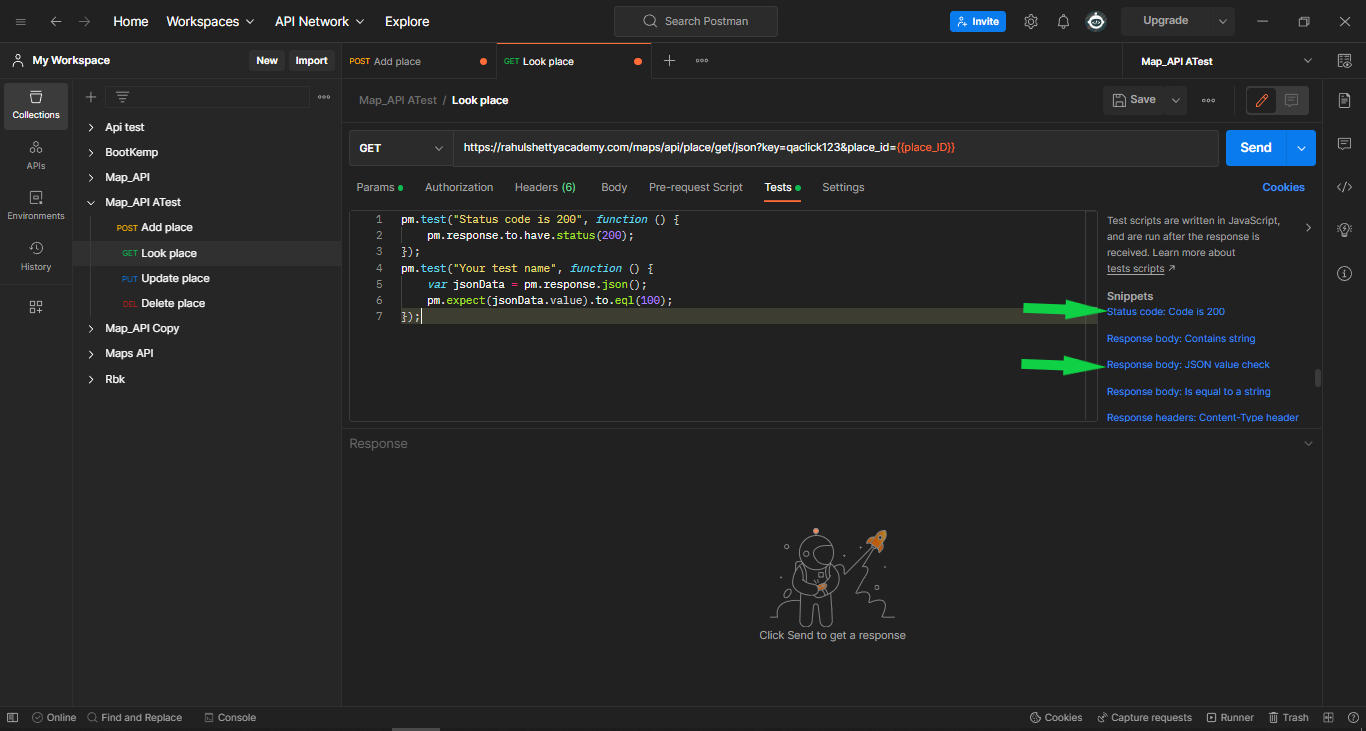 Home Workspaces API Network Explore Search Postman Invite Upgrade
My Workspace New Import POST Add place GET Look place Map_API ATest
Collections
APIs
Environments
History
Api test
BootKemp
Map_API
Map_API ATest
POST Add place
GET Look place
PUT Update place
DEL Delete place
Map_API Copy
Maps API
Rbk
Map_API ATest / Look place Save
GET https://rahulshettyacademy.com/maps/api/place/get/json?key=qaclick123&place_id={{place_ID}} Send
Params Authorization Headers (6) Body Pre-request Script Tests Settings Cookies
1 pm.test("Status code is 200", function () {
2 pm.response.to.have.status(200);
3 });
4 pm.test("Your test name", function () {
5 var jsonData = pm.response.json();
6 pm.expect(jsonData.value).to.eql(100);
7 });
Test scripts are written in JavaScript,
and are run after the response is
received. Learn more about
tests scripts
Snippets
Status code: Code is 200
Response body: Contains string
Response body: JSON value check
Response body: Is equal to a string
Response headers: Content-Type header
Response
Click Send to get a response
Online Find and Replace Console Cookies Capture requests Runner Trash